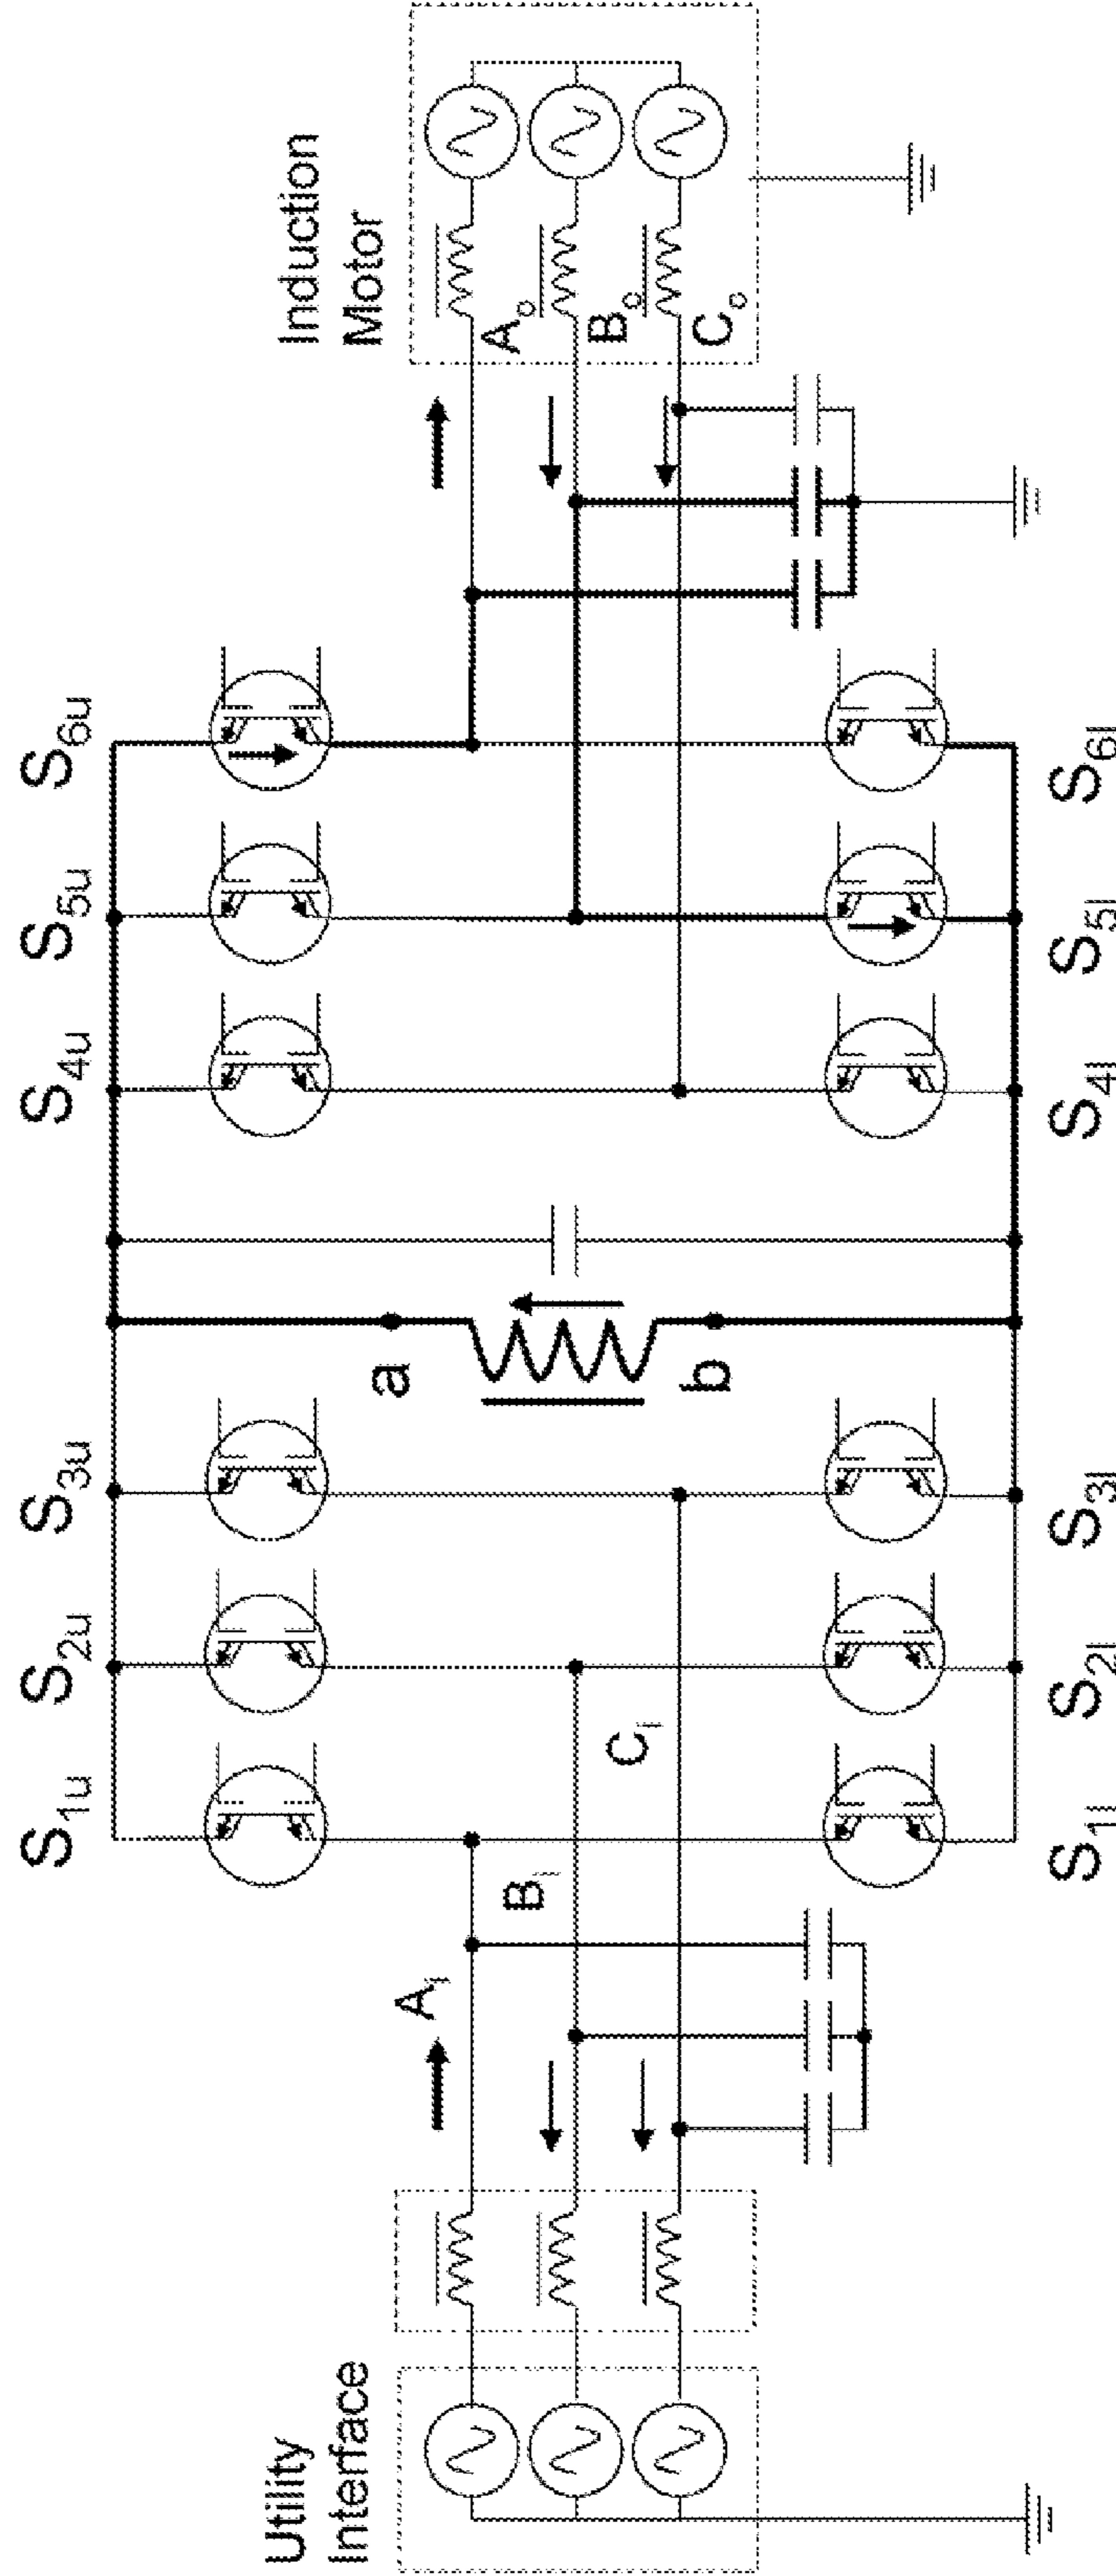 Utility
Interface
Induction
Motor
S1u
S2u
S3u
S4u
S5u
S6u
Ai
Bi
Ci
a
b
Ao
Bo
Co
S1l
S2l
S3l
S4l
S5l
S6l